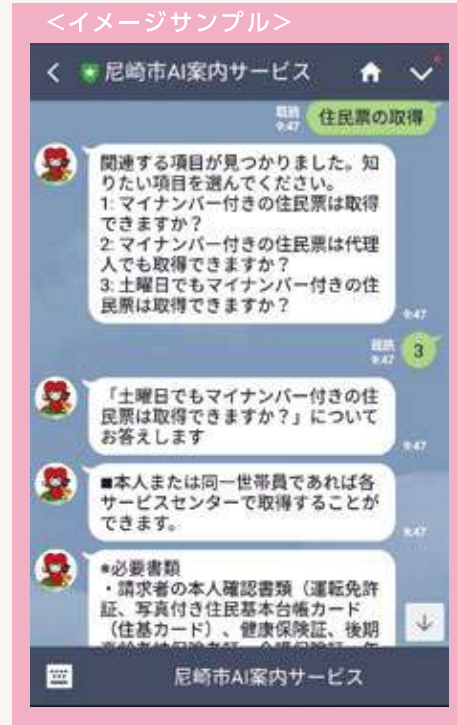 <イメージサンプル>
尼崎市AI案内サービス
既読
9:47
住民票の取得
関連する項目が見つかりました。知
りたい項目を選んでください。
1: マイナンバー付きの住民票は取得
できますか？
2: マイナンバー付きの住民票は代理
人でも取得できますか？
3: 土曜日でもマイナンバー付きの住
民票は取得できますか？
9:47
既読
9:47
3
「土曜日でもマイナンバー付きの住
民票は取得できますか？」について
お答えします
9:47
■本人または同一世帯員であれば各
サービスセンターで取得することが
できます。
9:47
●必要書類
・請求者の本人確認書類（運転免許
証、写真付き住民基本台帳カード
（住基カード）、健康保険証、後期
尼崎市AI案内サービス